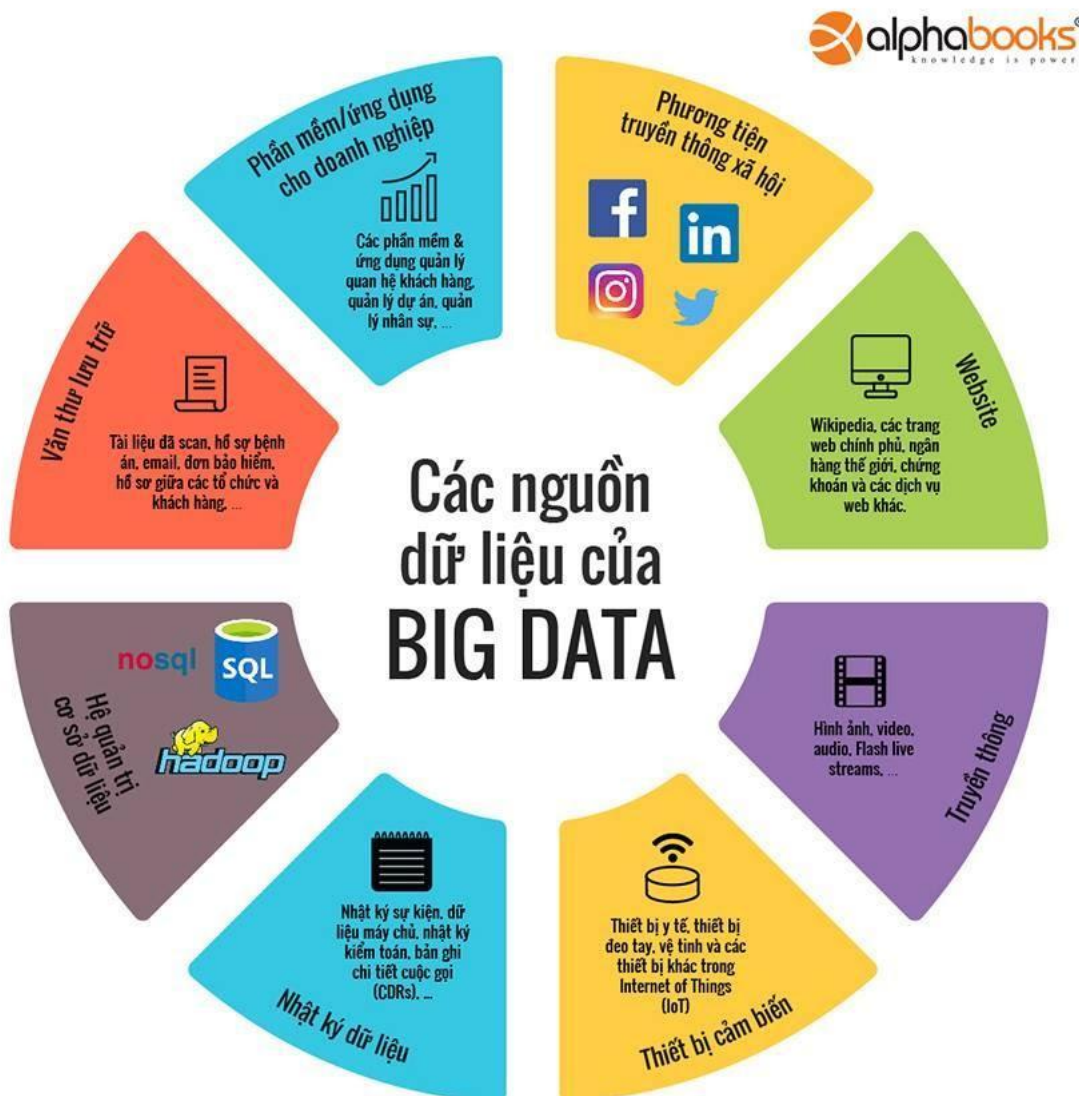 alphabooks®
knowledge is power
Phần mềm/ứng dụng
cho doanh nghiệp
Các phần mềm &
ứng dụng quản lý
quan hệ khách hàng,
quản lý dự án, quản
lý nhân sự, ...
Phương tiện
truyền thông xã hội
f
in
Website
Wikipedia, các trang
web chính phủ, ngân
hàng thế giới, chứng
khoán và các dịch vụ
web khác.
Truyền thông
Hình ảnh, video,
audio, Flash live
streams, ...
Thiết bị y tế, thiết bị
đeo tay, vệ tinh và các
thiết bị khác trong
Internet of Things
(IoT)
Thiết bị cảm biến
Nhật ký sự kiện, dữ
liệu máy chủ, nhật ký
kiểm toán, bản ghi
chi tiết cuộc gọi
(CDRs), ...
Nhật ký dữ liệu
Hệ quản trị
cơ sở dữ liệu
nosql
SQL
hadoop
Văn thư lưu trữ
Tài liệu đã scan, hồ sơ bệnh
án, email, đơn bảo hiểm,
hồ sơ giữa các tổ chức và
khách hàng, ...
Các nguồn
dữ liệu của
BIG DATA